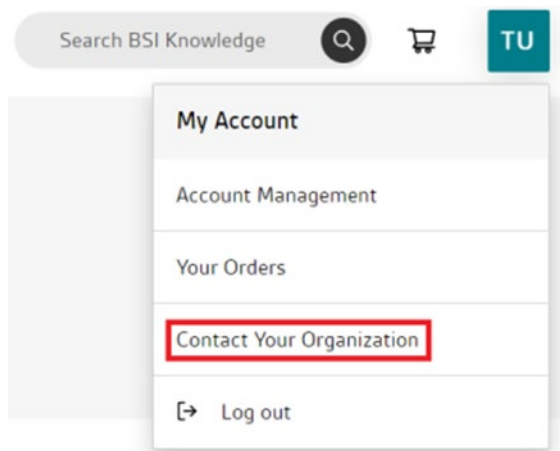 Search BSI Knowledge
TU
My Account
Account Management
Your Orders
Contact Your Organization
Log out